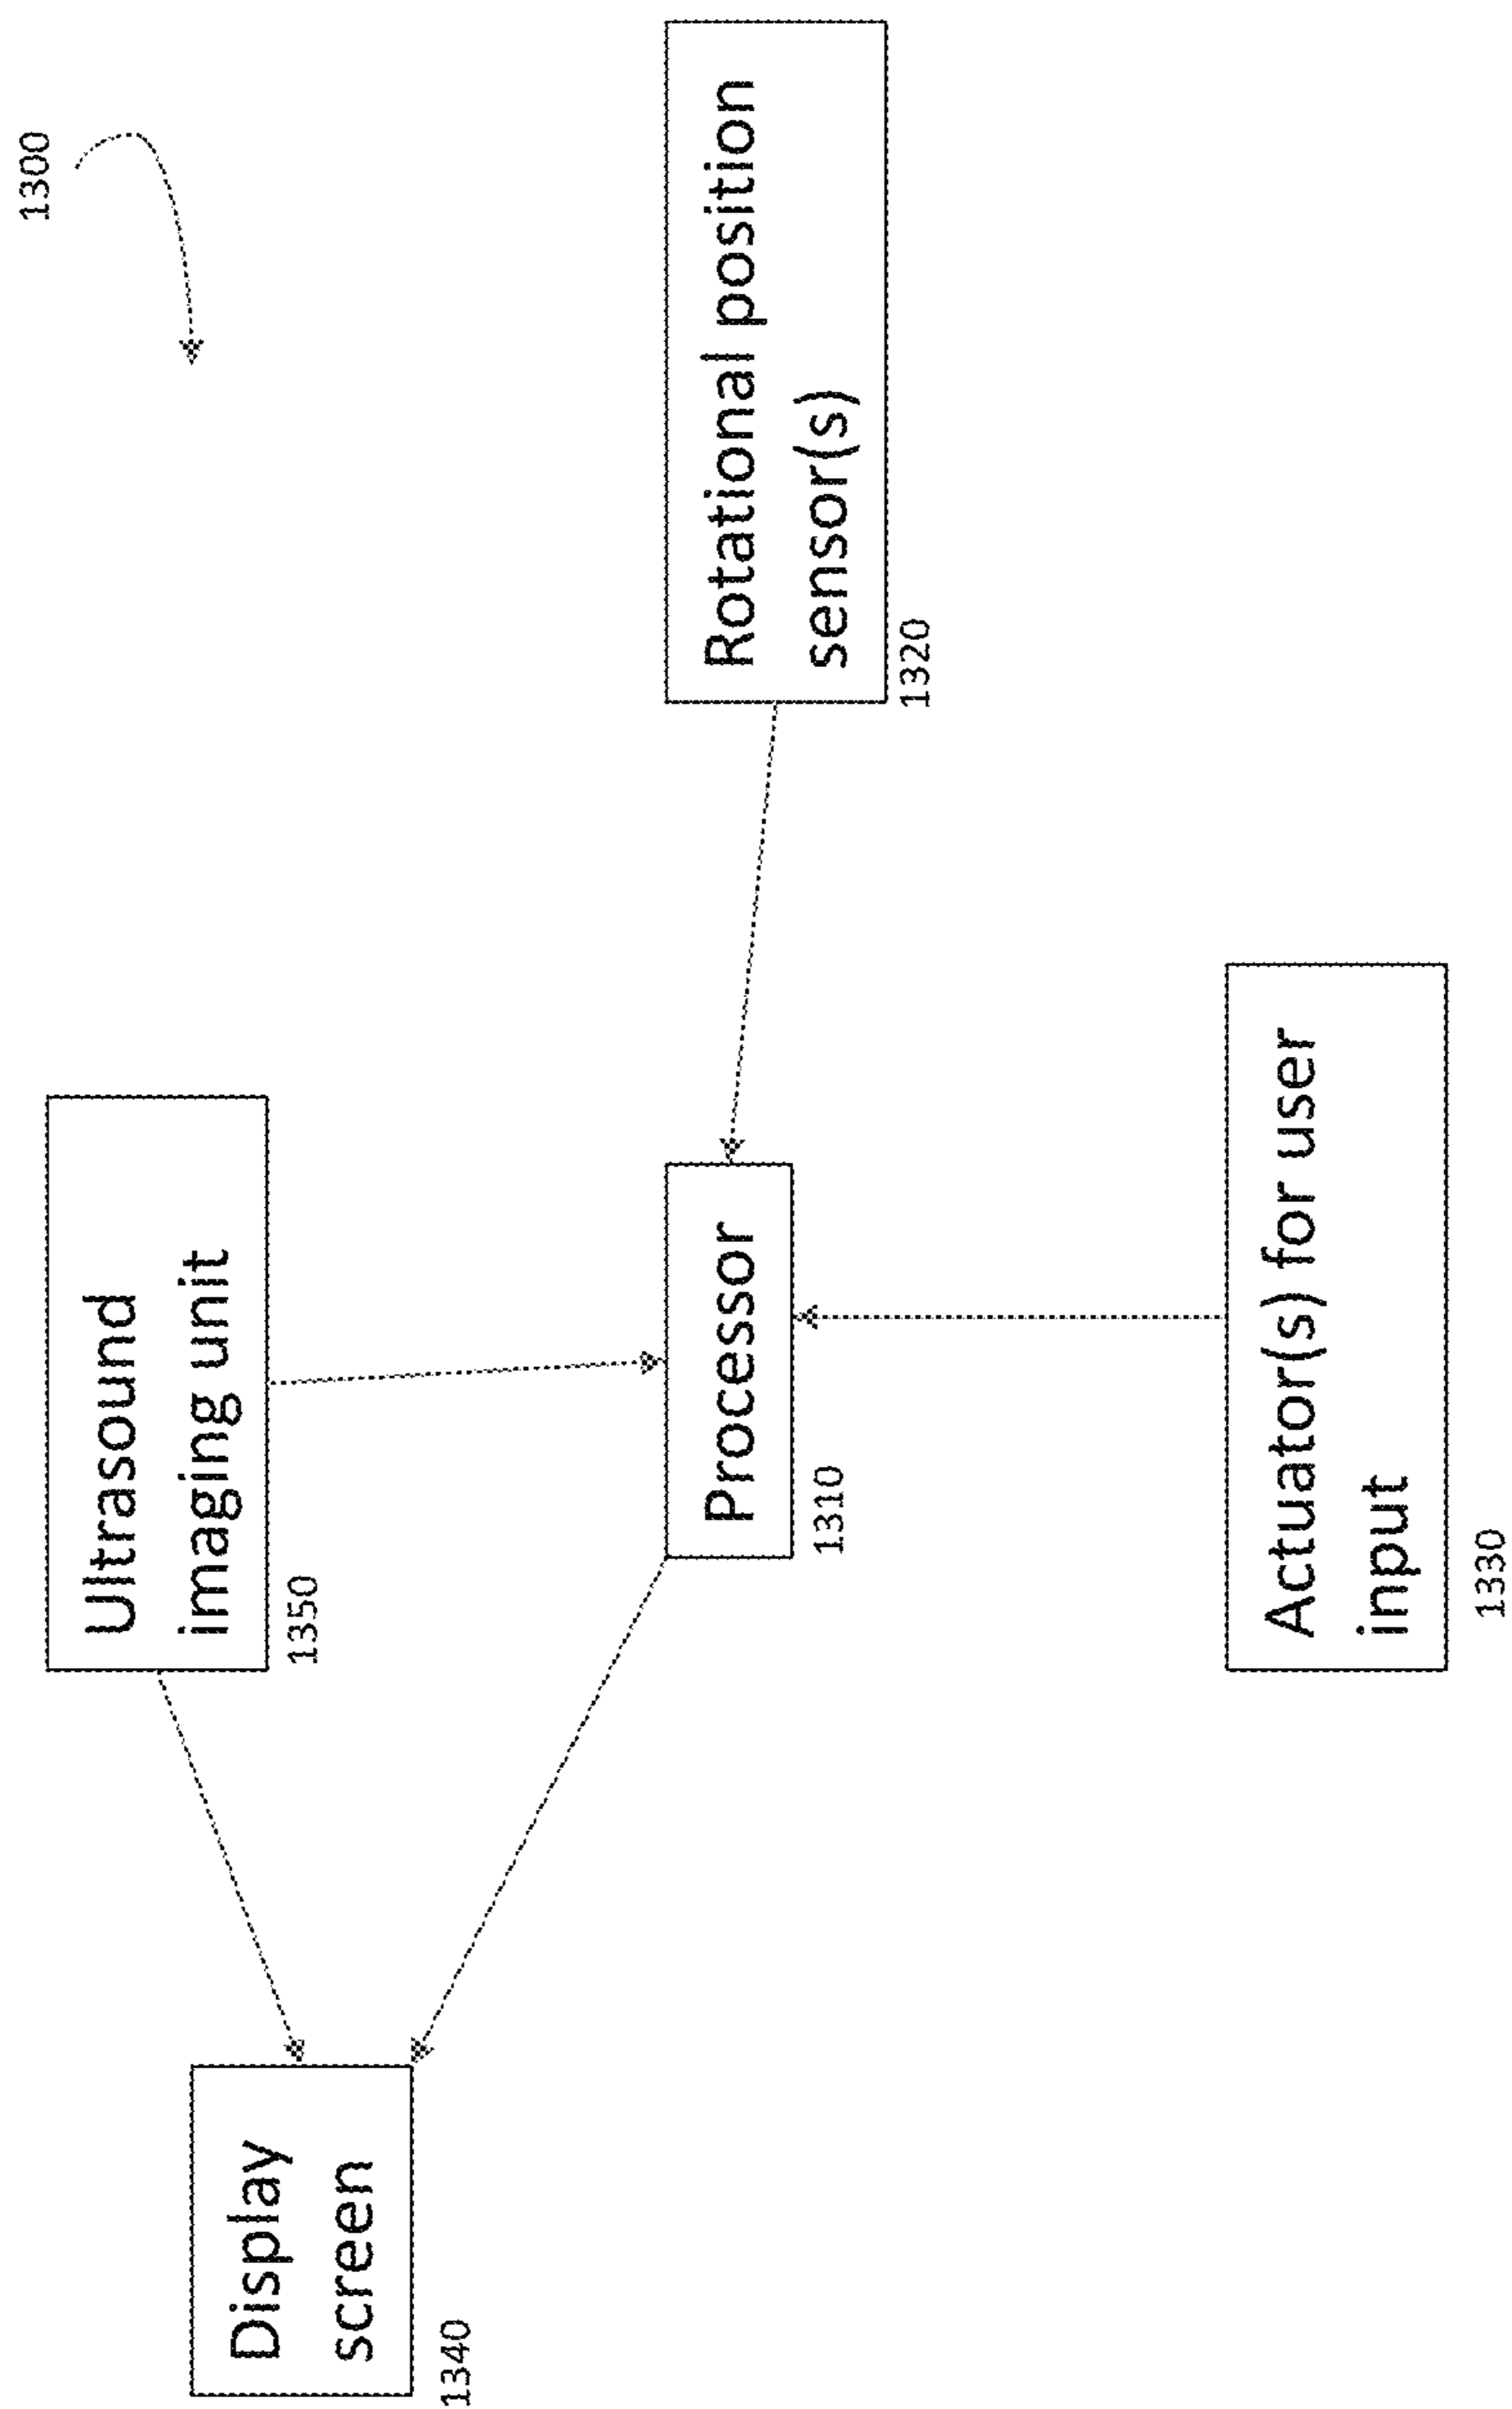 1300
Ultrasound
imaging unit
1350
Display
screen
1340
Processor
1310
Rotational position
sensor(s)
1320
Actuator(s) for user
input
1330